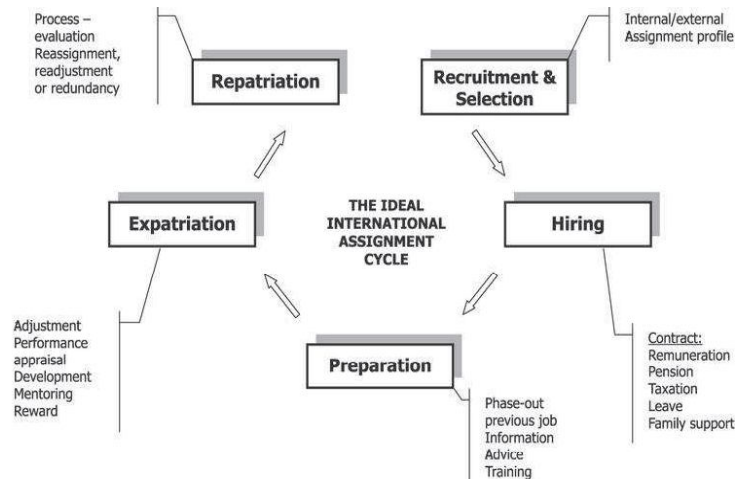 Process –
evaluation
Reassignment,
readjustment
or redundancy
Repatriation
Recruitment &
Selection
Internal/external
Assignment profile
Expatriation
THE IDEAL
INTERNATIONAL
ASSIGNMENT
CYCLE
Hiring
Adjustment
Performance
appraisal
Development
Mentoring
Reward
Preparation
Phase-out
previous job
Information
Advice
Training
Contract:
Remuneration
Pension
Taxation
Leave
Family support